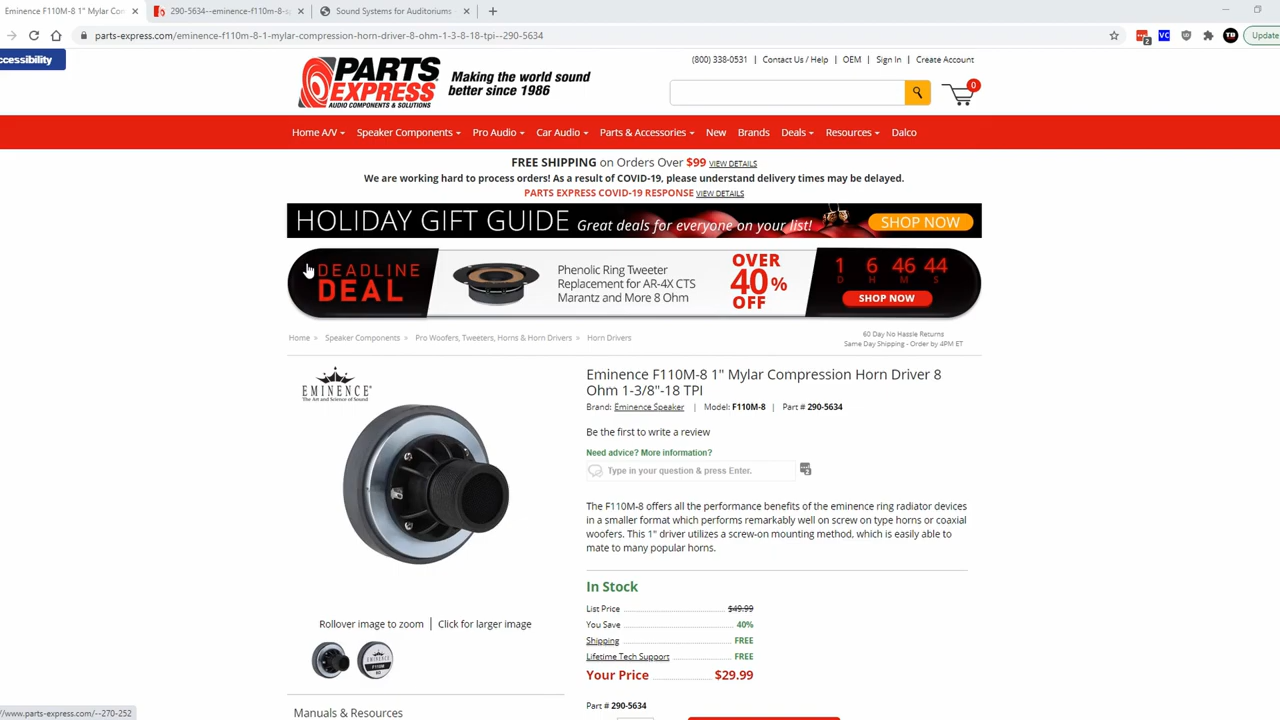 Eminence F110M-8 1" Mylar Com
290-5634--eminence-f110m-8-s
Sound Systems for Auditoriums
parts-express.com/eminence-f110m-8-1-mylar-compression-horn-driver-8-ohm-1-3-8-18-tpi--290-5634
Update
ccessibility
PARTS EXPRESS
AUDIO COMPONENTS & SOLUTIONS
Making the world sound
better since 1986
(800) 338-0531 | Contact Us / Help | OEM | Sign In | Create Account
0
Home A/V Speaker Components Pro Audio Car Audio Parts & Accessories New Brands Deals Resources Dalco
FREE SHIPPING on Orders Over $99 VIEW DETAILS
We are working hard to process orders! As a result of COVID-19, please understand delivery times may be delayed.
PARTS EXPRESS COVID-19 RESPONSE VIEW DETAILS
HOLIDAY GIFT GUIDE Great deals for everyone on your list! SHOP NOW
DEADLINE
DEAL
Phenolic Ring Tweeter
Replacement for AR-4X CTS
Marantz and More 8 Ohm
OVER
40%
OFF
1 6 46 44
D H M S
SHOP NOW
Home » Speaker Components » Pro Woofers, Tweeters, Horns & Horn Drivers » Horn Drivers
60 Day No Hassle Returns
Same Day Shipping - Order by 4PM ET
EMINENCE
The Art and Science of Sound
Eminence F110M-8 1" Mylar Compression Horn Driver 8
Ohm 1-3/8"-18 TPI
Brand: Eminence Speaker | Model: F110M-8 | Part # 290-5634
Be the first to write a review
Need advice? More information?
Type in your question & press Enter.
The F110M-8 offers all the performance benefits of the eminence ring radiator devices
in a smaller format which performs remarkably well on screw on type horns or coaxial
woofers. This 1" driver utilizes a screw-on mounting method, which is easily able to
mate to many popular horns.
In Stock
List Price $49.99
You Save 40%
Shipping FREE
Lifetime Tech Support FREE
Your Price $29.99
Part # 290-5634
Rollover image to zoom | Click for larger image
EMINENCE
F110M
Manuals & Resources
//www.parts-express.com/--270-252